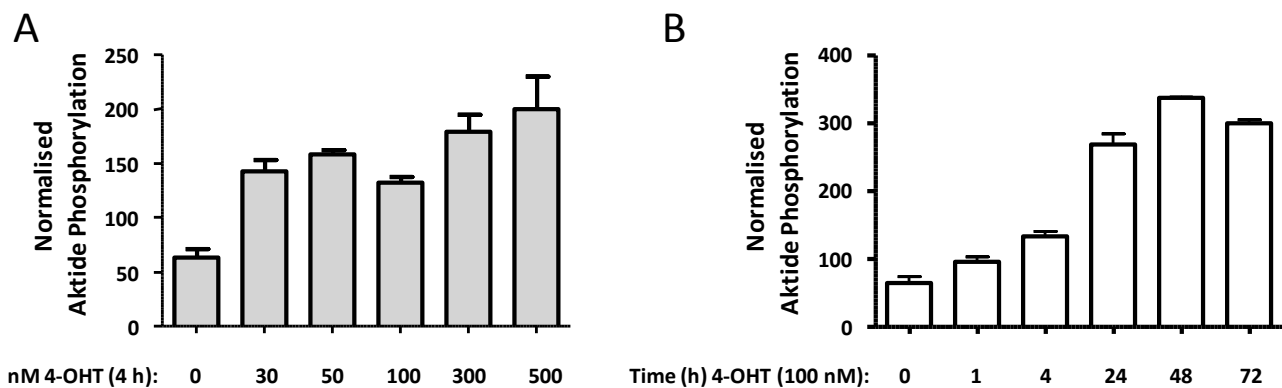 A
Normalised
Aktide Phosphorylation
250
200
150
100
50
0
nM 4-OHT (4 h): 0 30 50 100 300 500
B
Normalised
Aktide Phosphorylation
400
300
200
100
0
Time (h) 4-OHT (100 nM): 0 1 4 24 48 72